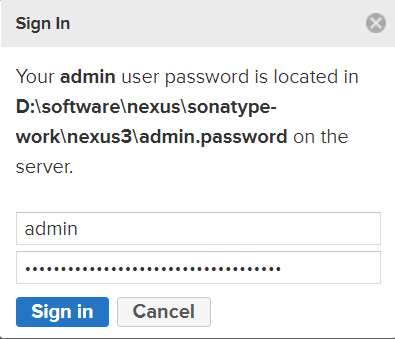 Sign In
Your admin user password is located in
D:\software\nexus\sonatype-
work\nexus3\admin.password on the
server.
admin
••••••••••••••••••••••••••••••••••••
Sign in Cancel